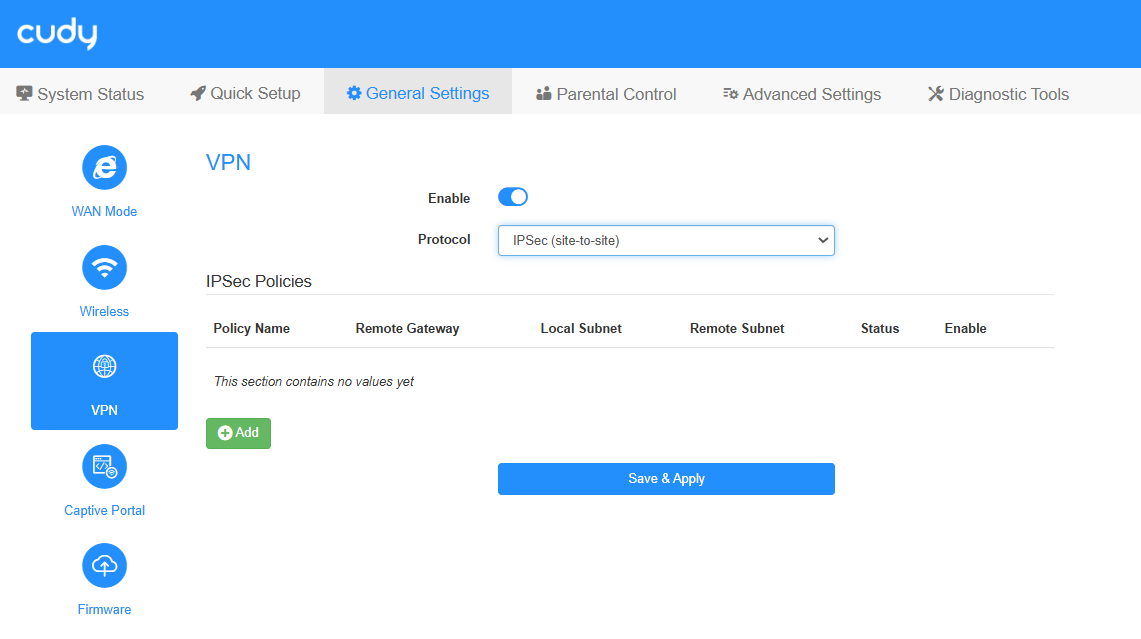 cudy
System Status Quick Setup General Settings Parental Control Advanced Settings Diagnostic Tools
WAN Mode
Wireless
VPN
Captive Portal
Firmware
VPN
Enable
Protocol IPSec (site-to-site)
IPSec Policies
Policy Name Remote Gateway Local Subnet Remote Subnet Status Enable
This section contains no values yet
Add
Save & Apply